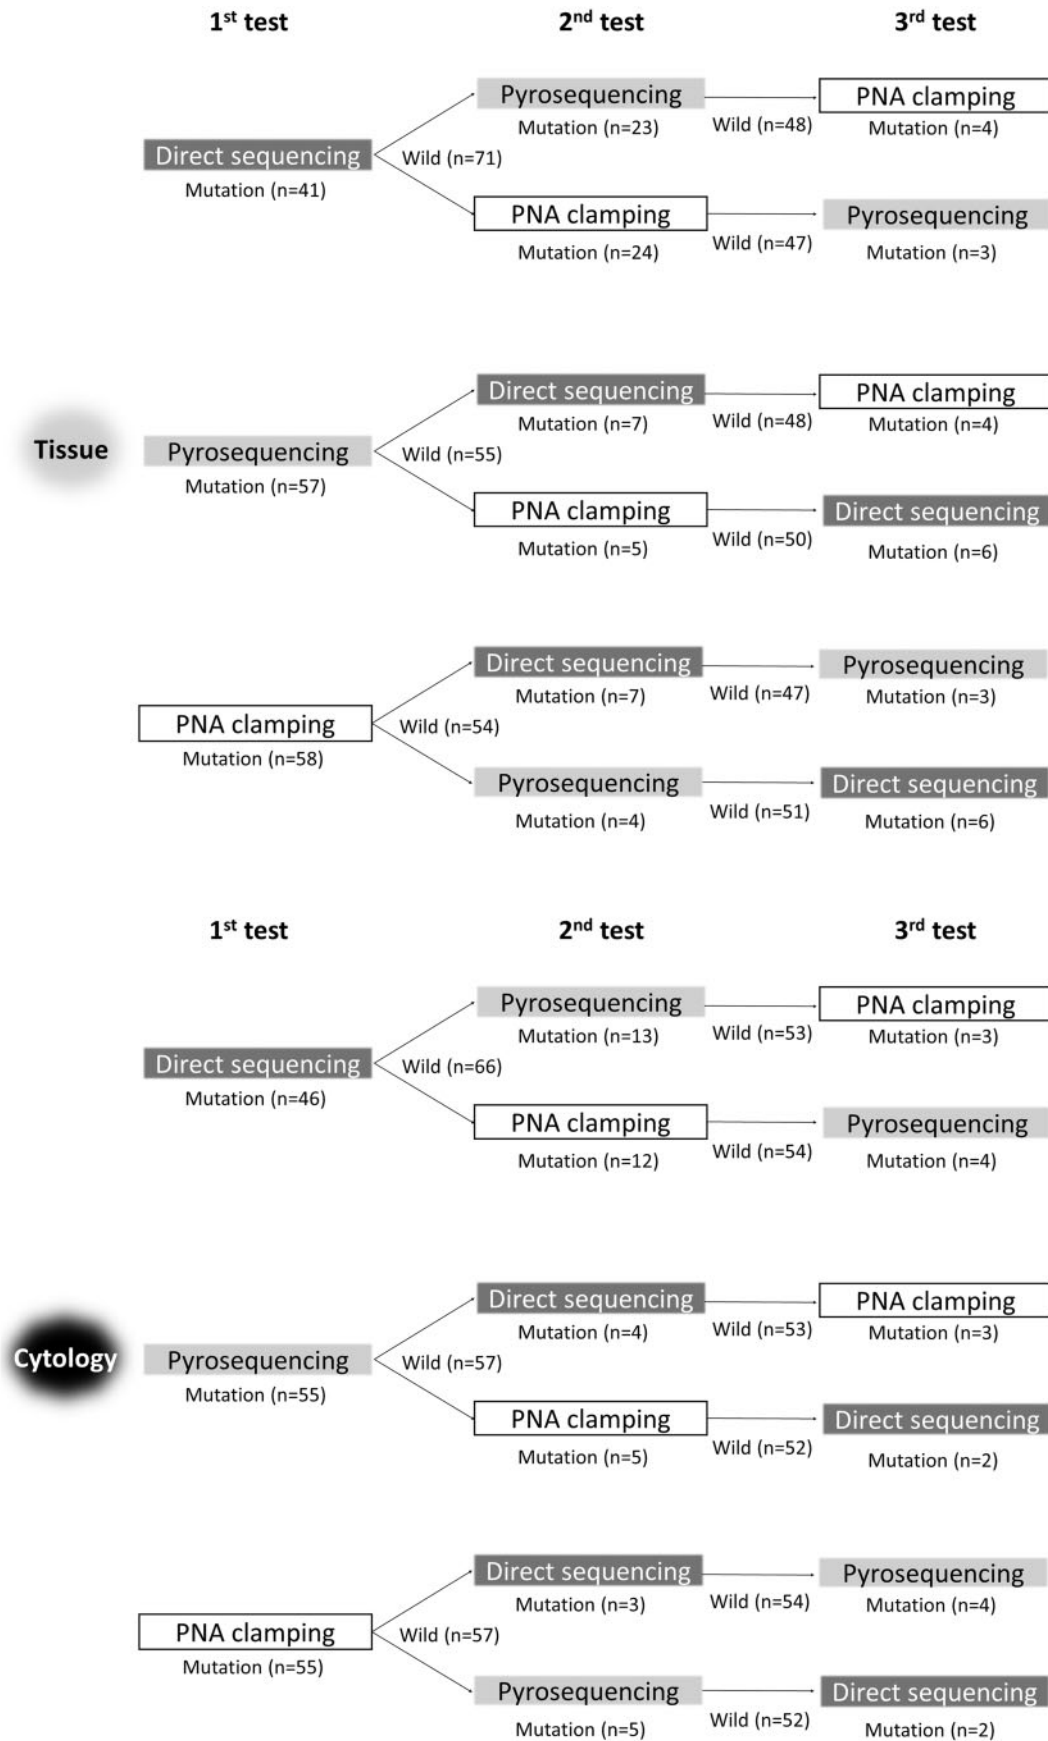 1st test 2nd test 3rd test
Pyrosequencing PNA clamping
Mutation (n=23) Wild (n=48) Mutation (n=4)
Direct sequencing Wild (n=71)
Mutation (n=41)
PNA clamping Pyrosequencing
Mutation (n=24) Wild (n=47) Mutation (n=3)
Direct sequencing PNA clamping
Mutation (n=7) Wild (n=48) Mutation (n=4)
Tissue Pyrosequencing Wild (n=55)
Mutation (n=57)
PNA clamping Direct sequencing
Mutation (n=5) Wild (n=50) Mutation (n=6)
Direct sequencing Pyrosequencing
Mutation (n=7) Wild (n=47) Mutation (n=3)
PNA clamping Wild (n=54)
Mutation (n=58)
Pyrosequencing Direct sequencing
Mutation (n=4) Wild (n=51) Mutation (n=6)
1st test 2nd test 3rd test
Pyrosequencing PNA clamping
Mutation (n=13) Wild (n=53) Mutation (n=3)
Direct sequencing Wild (n=66)
Mutation (n=46)
PNA clamping Pyrosequencing
Mutation (n=12) Wild (n=54) Mutation (n=4)
Direct sequencing PNA clamping
Mutation (n=4) Wild (n=53) Mutation (n=3)
Cytology Pyrosequencing Wild (n=57)
Mutation (n=55)
PNA clamping Direct sequencing
Mutation (n=5) Wild (n=52) Mutation (n=2)
Direct sequencing Pyrosequencing
Mutation (n=3) Wild (n=54) Mutation (n=4)
PNA clamping Wild (n=57)
Mutation (n=55)
Pyrosequencing Direct sequencing
Mutation (n=5) Wild (n=52) Mutation (n=2)